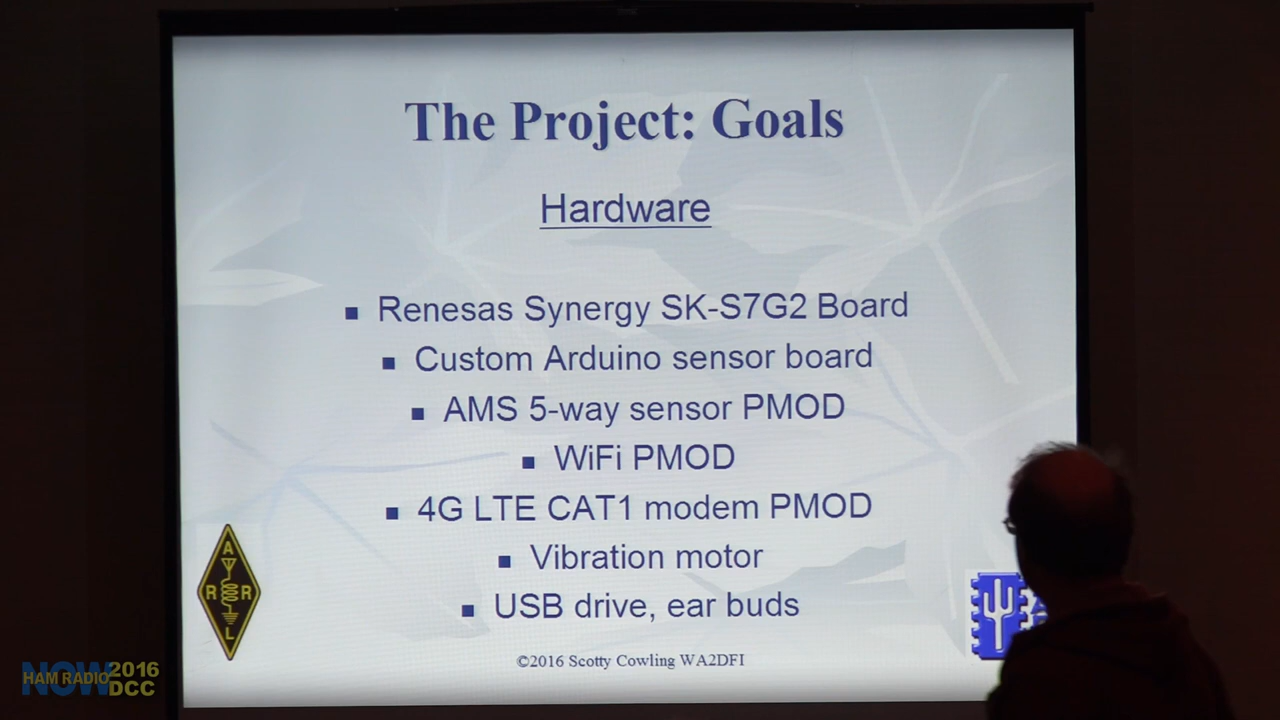 The Project: Goals
Hardware
▪ Renesas Synergy SK-S7G2 Board
▪ Custom Arduino sensor board
▪ AMS 5-way sensor PMOD
▪ WiFi PMOD
▪ 4G LTE CAT1 modem PMOD
▪ Vibration motor
▪ USB drive, ear buds
©2016 Scotty Cowling WA2DFI
A
R R
L
HAM RADIO NOW 2016 DCC